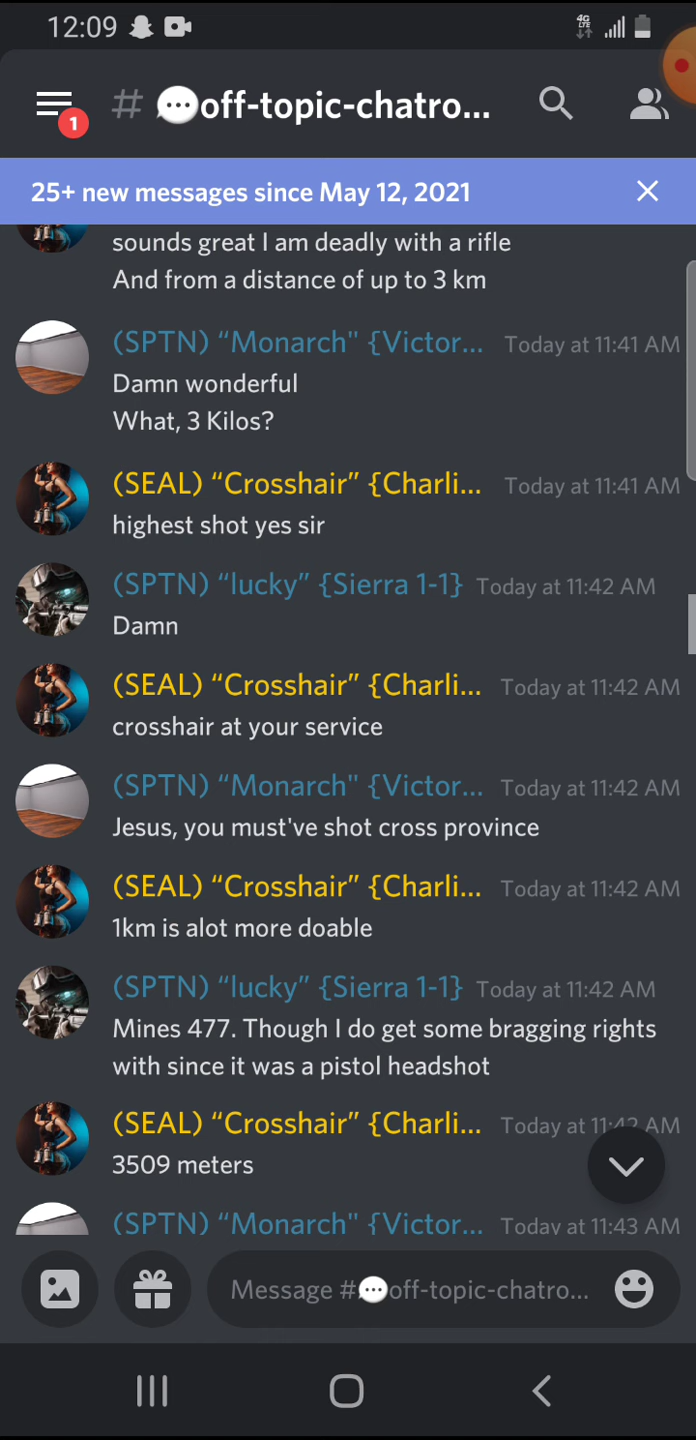 12:09
4G
LTE
1
# 💬off-topic-chatro...
25+ new messages since May 12, 2021
sounds great I am deadly with a rifle
And from a distance of up to 3 km
(SPTN) “Monarch" {Victor... Today at 11:41 AM
Damn wonderful
What, 3 Kilos?
(SEAL) “Crosshair” {Charli... Today at 11:41 AM
highest shot yes sir
(SPTN) “lucky” {Sierra 1-1} Today at 11:42 AM
Damn
(SEAL) “Crosshair” {Charli... Today at 11:42 AM
crosshair at your service
(SPTN) “Monarch" {Victor... Today at 11:42 AM
Jesus, you must've shot cross province
(SEAL) “Crosshair” {Charli... Today at 11:42 AM
1km is alot more doable
(SPTN) “lucky” {Sierra 1-1} Today at 11:42 AM
Mines 477. Though I do get some bragging rights
with since it was a pistol headshot
(SEAL) “Crosshair” {Charli... Today at 11:42 AM
3509 meters
(SPTN) “Monarch" {Victor... Today at 11:43 AM
Message #💬off-topic-chatro...